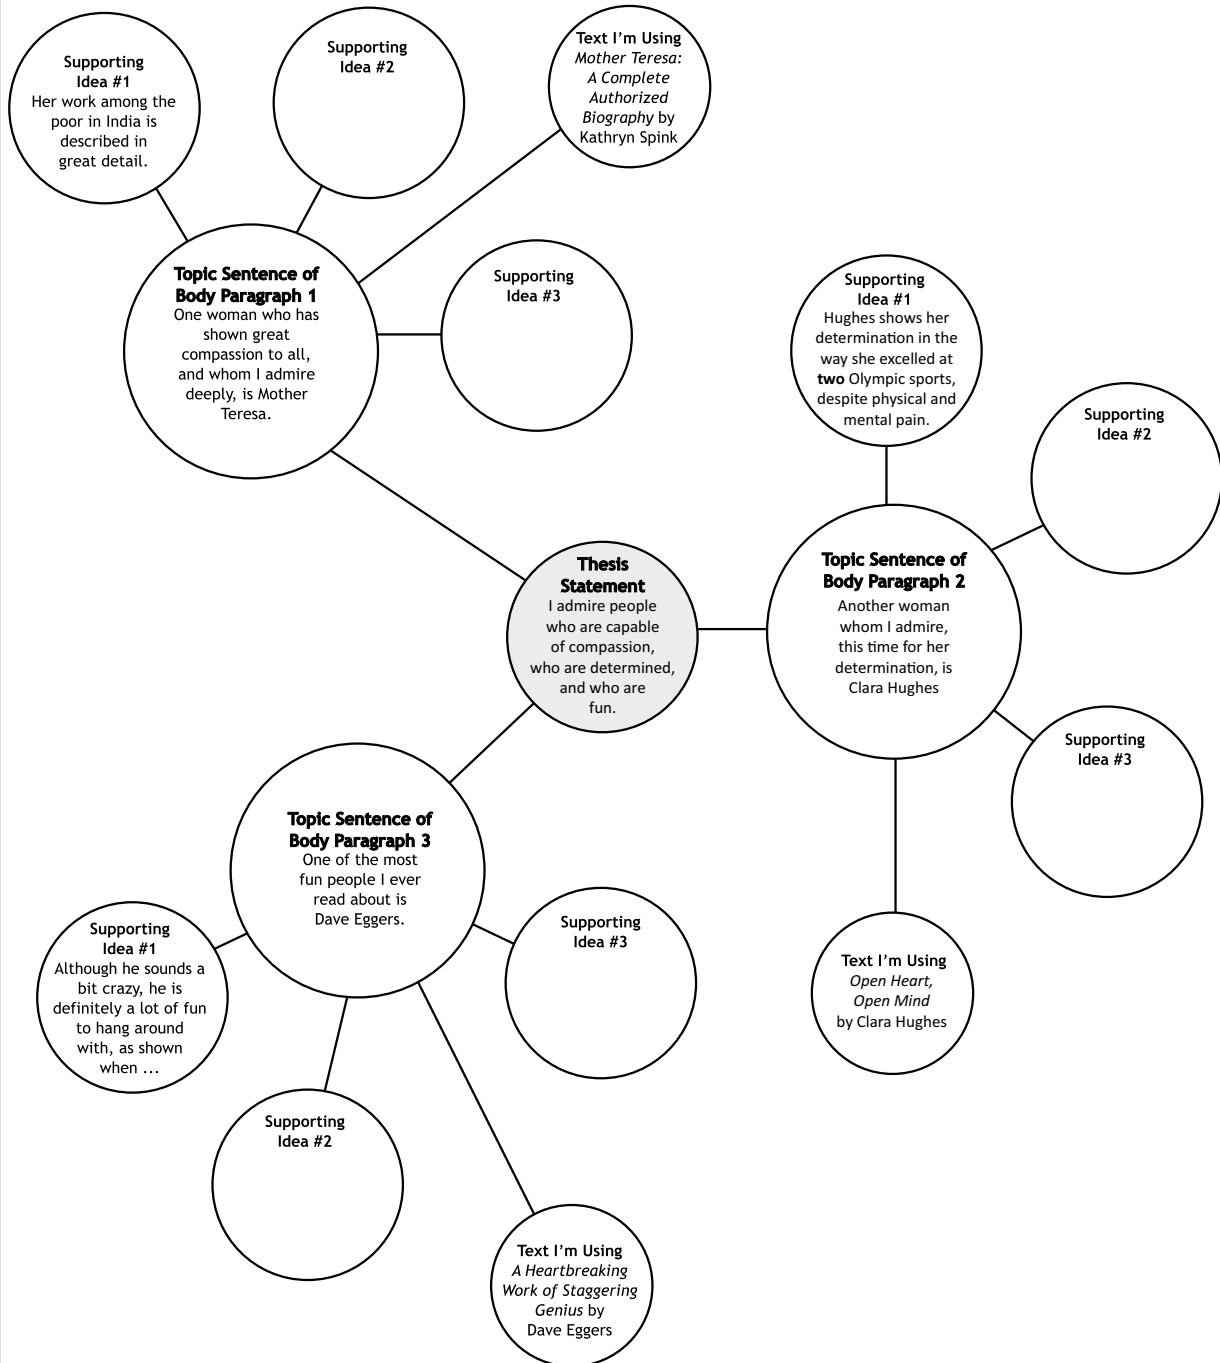 Supporting
Idea #1
Her work among the
poor in India is
described in
great detail.
Supporting
Idea #2
Text I’m Using
Mother Teresa:
A Complete
Authorized
Biography by
Kathryn Spink
Topic Sentence of
Body Paragraph 1
One woman who has
shown great
compassion to all,
and whom I admire
deeply, is Mother
Teresa.
Supporting
Idea #3
Thesis
Statement
I admire people
who are capable
of compassion,
who are determined,
and who are
fun.
Supporting
Idea #1
Hughes shows her
determination in the
way she excelled at
two Olympic sports,
despite physical and
mental pain.
Supporting
Idea #2
Topic Sentence of
Body Paragraph 2
Another woman
whom I admire,
this time for her
determination, is
Clara Hughes
Supporting
Idea #3
Text I’m Using
Open Heart,
Open Mind
by Clara Hughes
Topic Sentence of
Body Paragraph 3
One of the most
fun people I ever
read about is
Dave Eggers.
Supporting
Idea #1
Although he sounds a
bit crazy, he is
definitely a lot of fun
to hang around
with, as shown
when ...
Supporting
Idea #3
Supporting
Idea #2
Text I’m Using
A Heartbreaking
Work of Staggering
Genius by
Dave Eggers